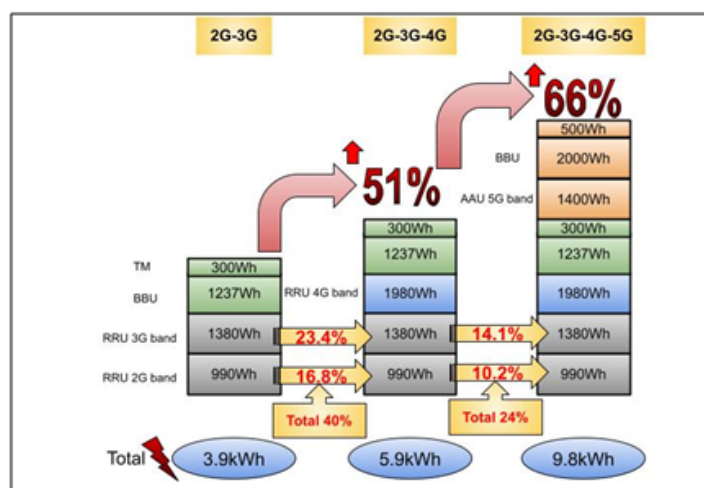 2G-3G
2G-3G-4G
2G-3G-4G-5G
66%
500Wh
BBU
2000Wh
51%
AAU 5G band
1400Wh
300Wh
300Wh
1237Wh
1237Wh
TM
300Wh
BBU
1237Wh
RRU 4G band
1980Wh
1980Wh
RRU 3G band
1380Wh
23.4%
1380Wh
14.1%
1380Wh
RRU 2G band
990Wh
16.8%
990Wh
10.2%
990Wh
Total 40%
Total 24%
Total
3.9kWh
5.9kWh
9.8kWh